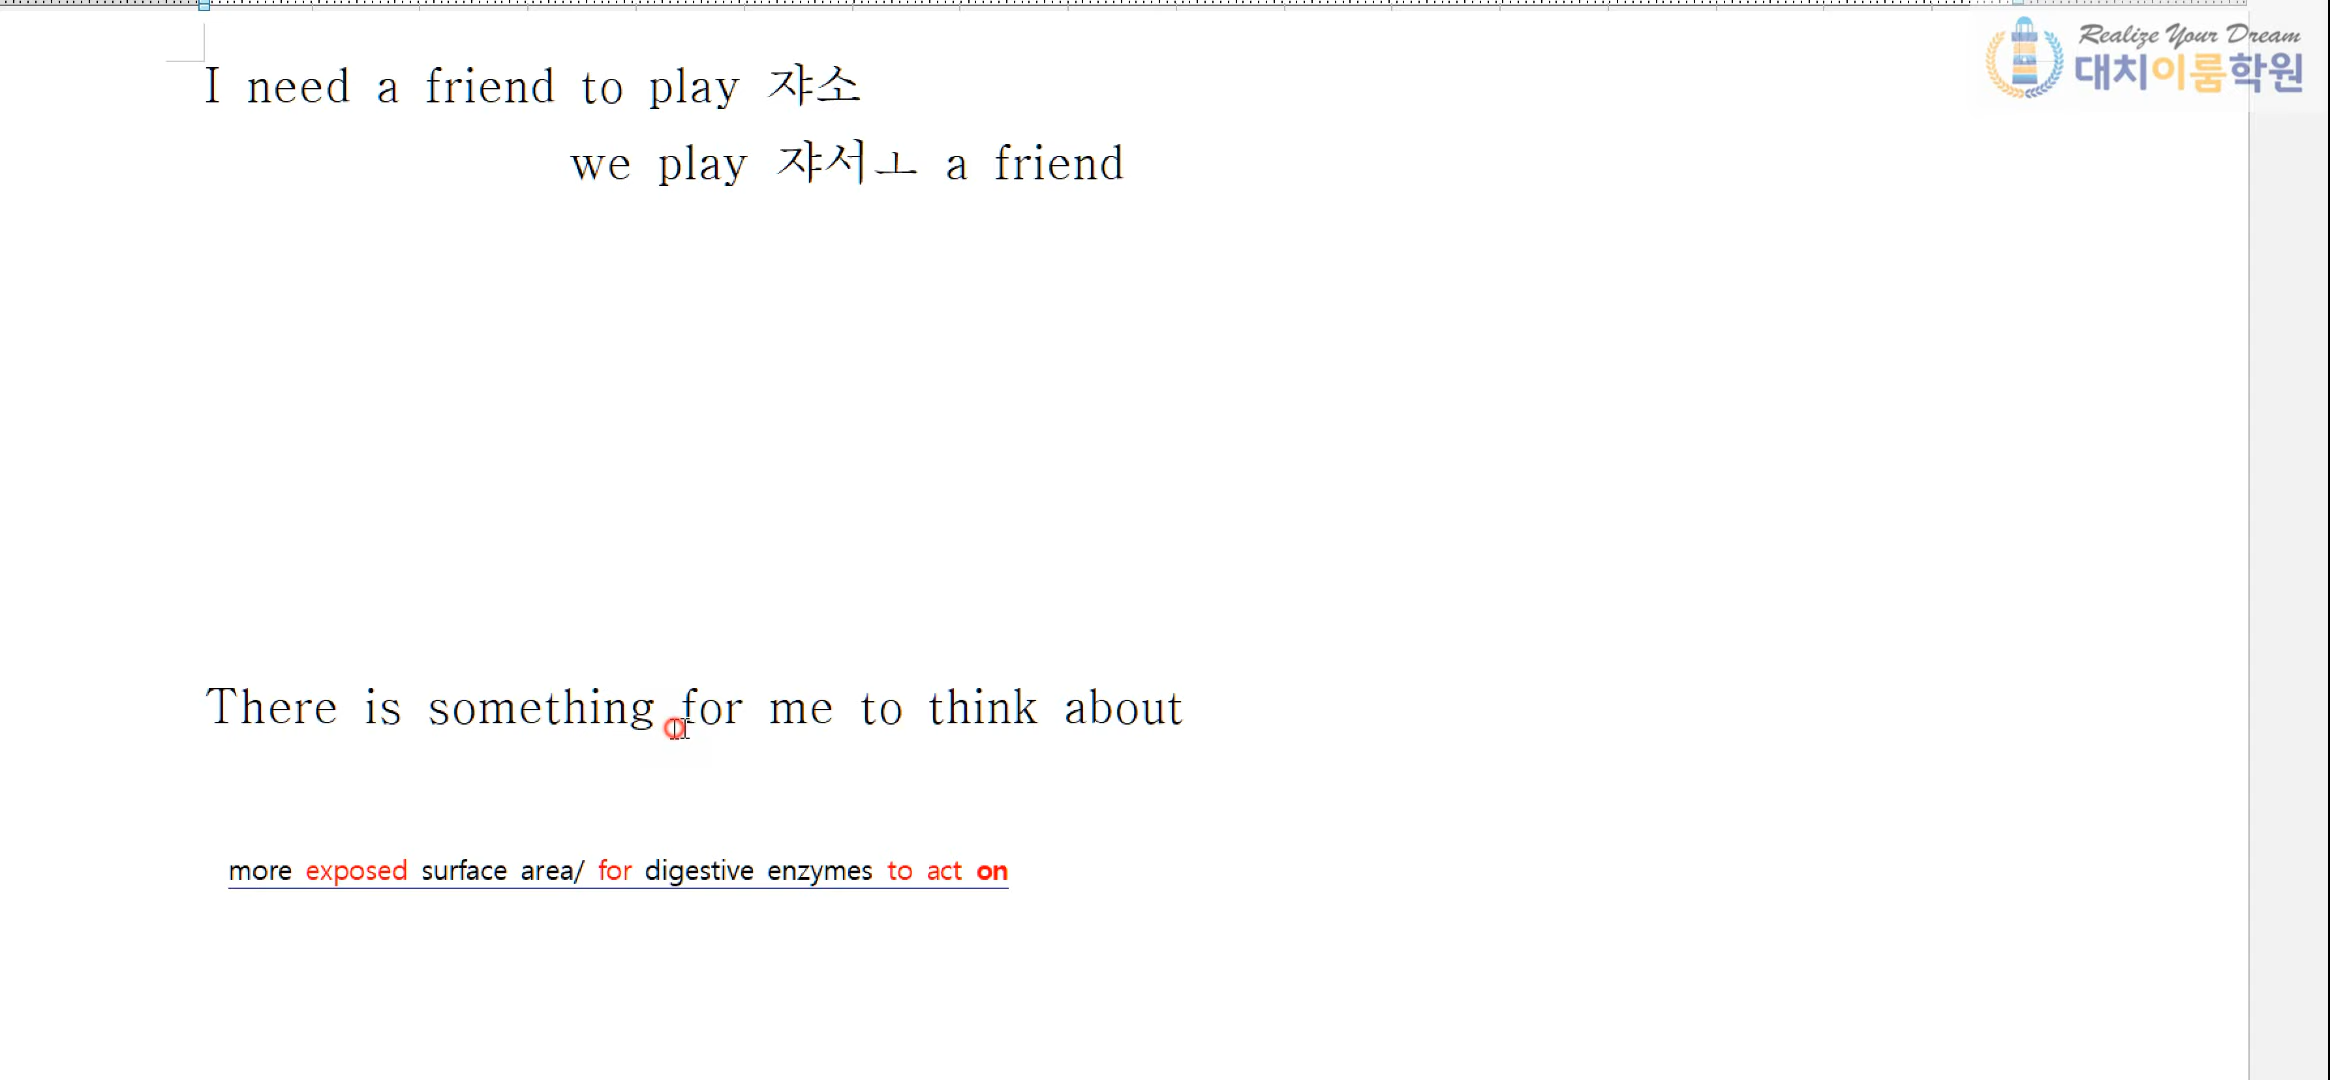 Realize Your Dream
대치이룸학원
I need a friend to play 쟈소
we play 쟈서ㅗ a friend
There is something for me to think about
more exposed surface area/ for digestive enzymes to act on